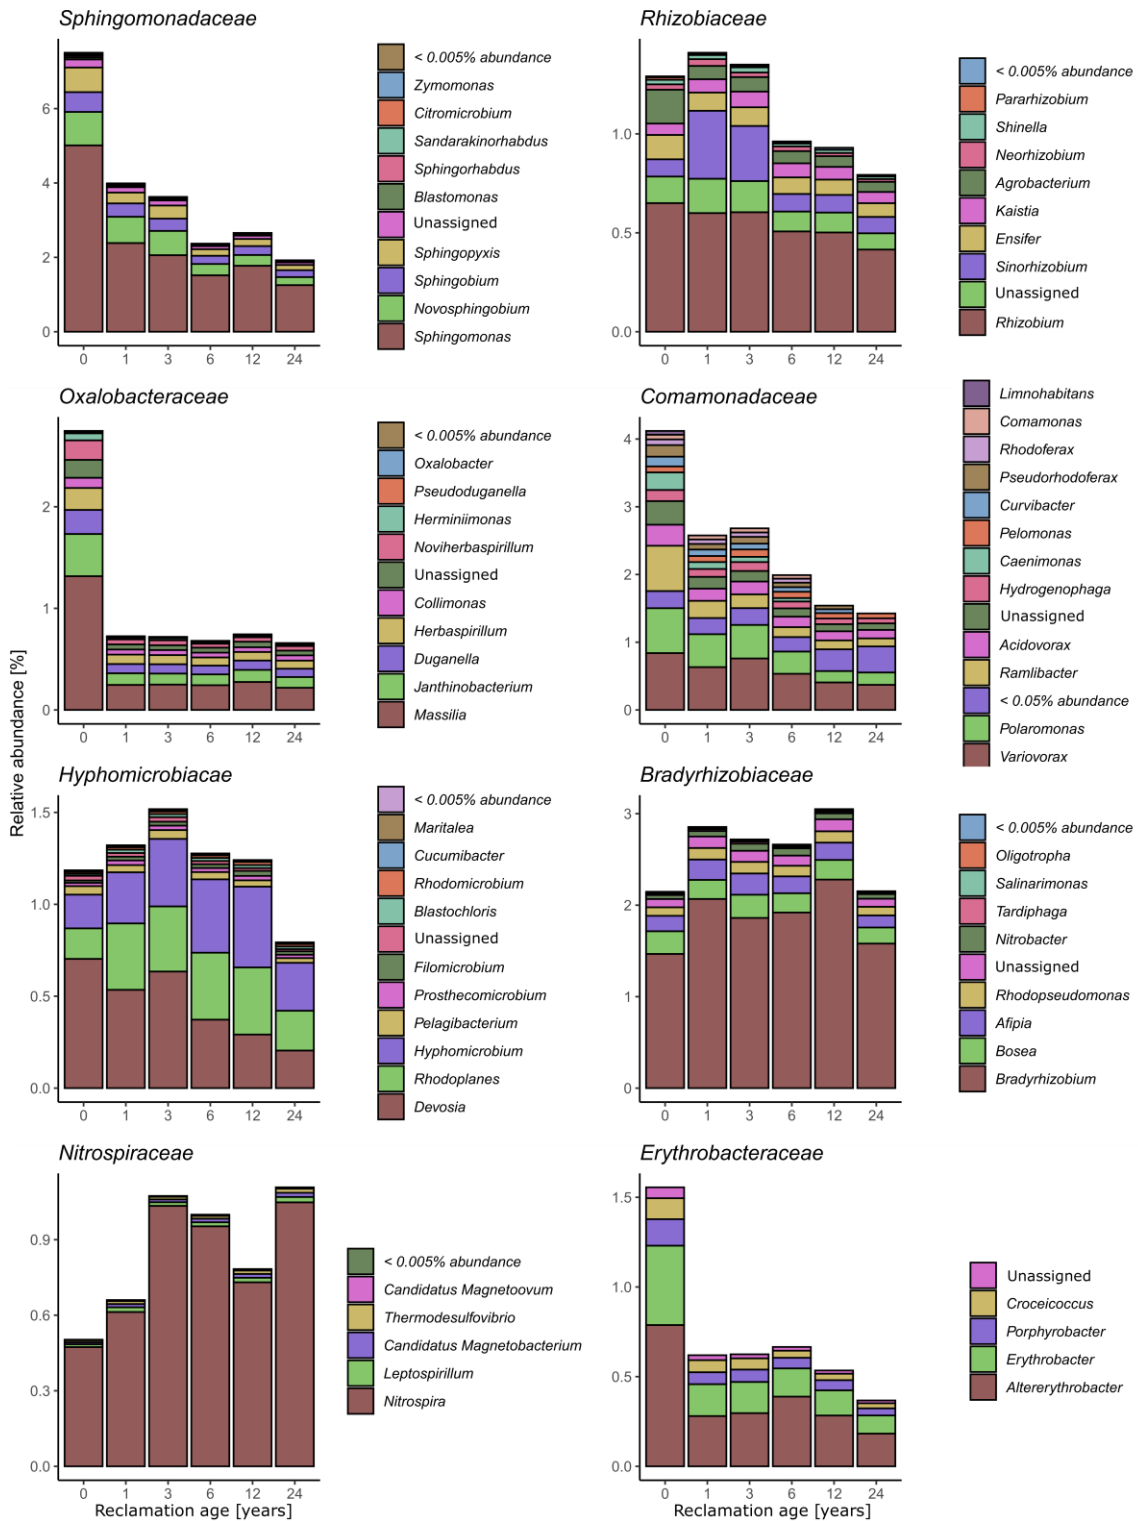 Sphingomonadaceae
6
4
2
0
0 1 3 6 12 24
< 0.005% abundance
Zymomonas
Citromicrobium
Sandarakinorhabdus
Sphingorhabdus
Blastomonas
Unassigned
Sphingopyxis
Sphingobium
Novosphingobium
Sphingomonas
Rhizobiaceae
1.0
0.5
0.0
0 1 3 6 12 24
< 0.005% abundance
Pararhizobium
Shinella
Neorhizobium
Agrobacterium
Kaistia
Ensifer
Sinorhizobium
Unassigned
Rhizobium
Oxalobacteraceae
2
1
0
0 1 3 6 12 24
< 0.005% abundance
Oxalobacter
Pseudoduganella
Herminiimonas
Noviherbaspirillum
Unassigned
Collimonas
Herbaspirillum
Duganella
Janthinobacterium
Massilia
Comamonadaceae
4
3
2
1
0
0 1 3 6 12 24
Limnohabitans
Comamonas
Rhodoferax
Pseudorhodoferax
Curvibacter
Pelomonas
Caenimonas
Hydrogenophaga
Unassigned
Acidovorax
Ramlibacter
< 0.05% abundance
Polaromonas
Variovorax
Relative abundance [%]
Hyphomicrobiacae
1.5
1.0
0.5
0.0
0 1 3 6 12 24
< 0.005% abundance
Maritalea
Cucumibacter
Rhodomicrobium
Blastochloris
Unassigned
Filomicrobium
Prosthecomicrobium
Pelagibacterium
Hyphomicrobium
Rhodoplanes
Devosia
Bradyrhizobiaceae
3
2
1
0
0 1 3 6 12 24
< 0.005% abundance
Oligotropha
Salinarimonas
Tardiphaga
Nitrobacter
Unassigned
Rhodopseudomonas
Afipia
Bosea
Bradyrhizobium
Nitrospiraceae
0.9
0.6
0.3
0.0
0 1 3 6 12 24
Reclamation age [years]
< 0.005% abundance
Candidatus Magnetoovum
Thermodesulfovibrio
Candidatus Magnetobacterium
Leptospirillum
Nitrospira
Erythrobacteraceae
1.5
1.0
0.5
0.0
0 1 3 6 12 24
Reclamation age [years]
Unassigned
Croceicoccus
Porphyrobacter
Erythrobacter
Altererythrobacter